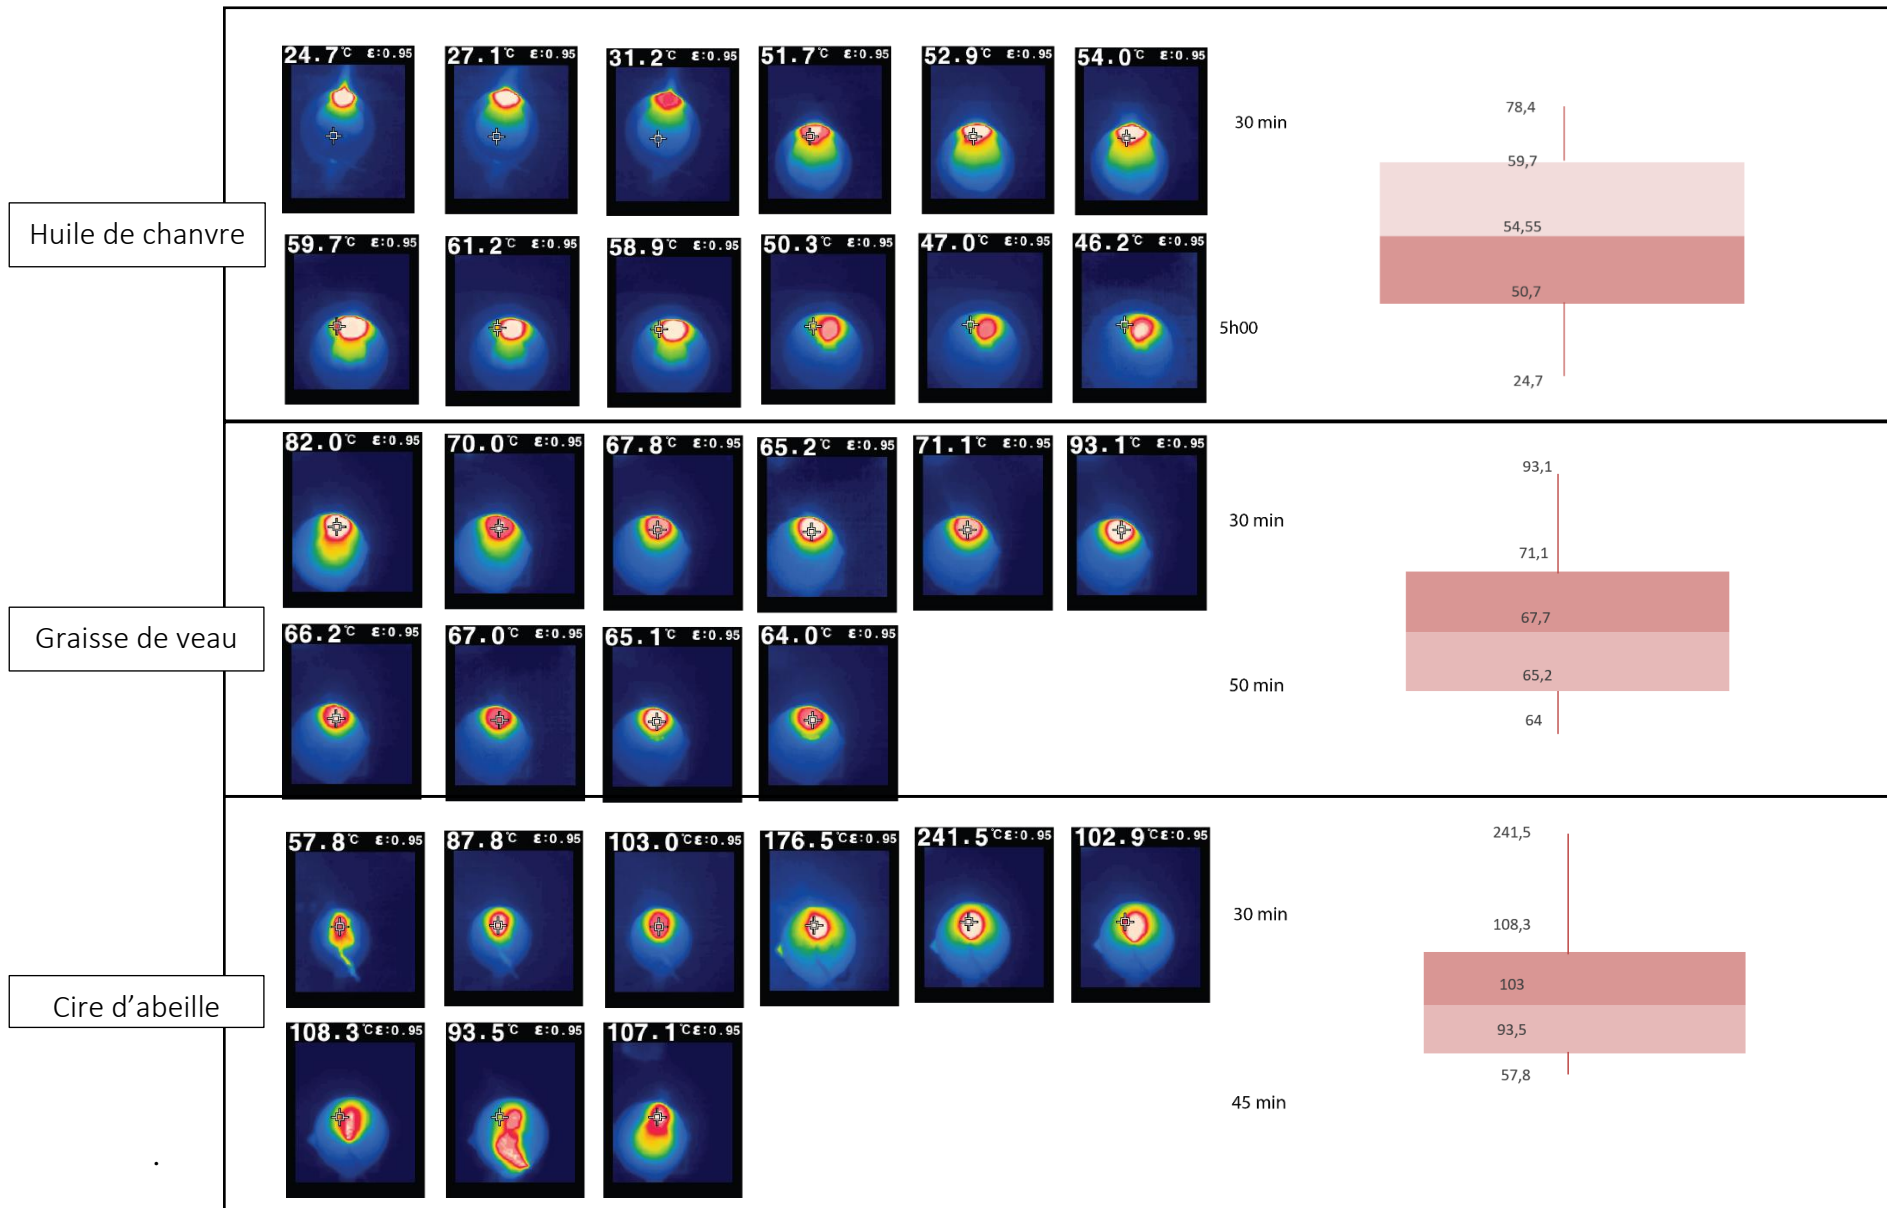 24.7°C ε:0.95
27.1°C ε:0.95
31.2°C ε:0.95
51.7°C ε:0.95
52.9°C ε:0.95
54.0°C ε:0.95
30 min
78,4
59,7
54,55
50,7
24,7
Huile de chanvre
59.7°C ε:0.95
61.2°C ε:0.95
58.9°C ε:0.95
50.3°C ε:0.95
47.0°C ε:0.95
46.2°C ε:0.95
5h00
82.0°C ε:0.95
70.0°C ε:0.95
67.8°C ε:0.95
65.2°C ε:0.95
71.1°C ε:0.95
93.1°C ε:0.95
30 min
93,1
71,1
67,7
65,2
64
Graisse de veau
66.2°C ε:0.95
67.0°C ε:0.95
65.1°C ε:0.95
64.0°C ε:0.95
50 min
57.8°C ε:0.95
87.8°C ε:0.95
103.0°C ε:0.95
176.5°C ε:0.95
241.5°C ε:0.95
102.9°C ε:0.95
30 min
241,5
108,3
103
93,5
57,8
Cire d'abeille
108.3°C ε:0.95
93.5°C ε:0.95
107.1°C ε:0.95
45 min
.